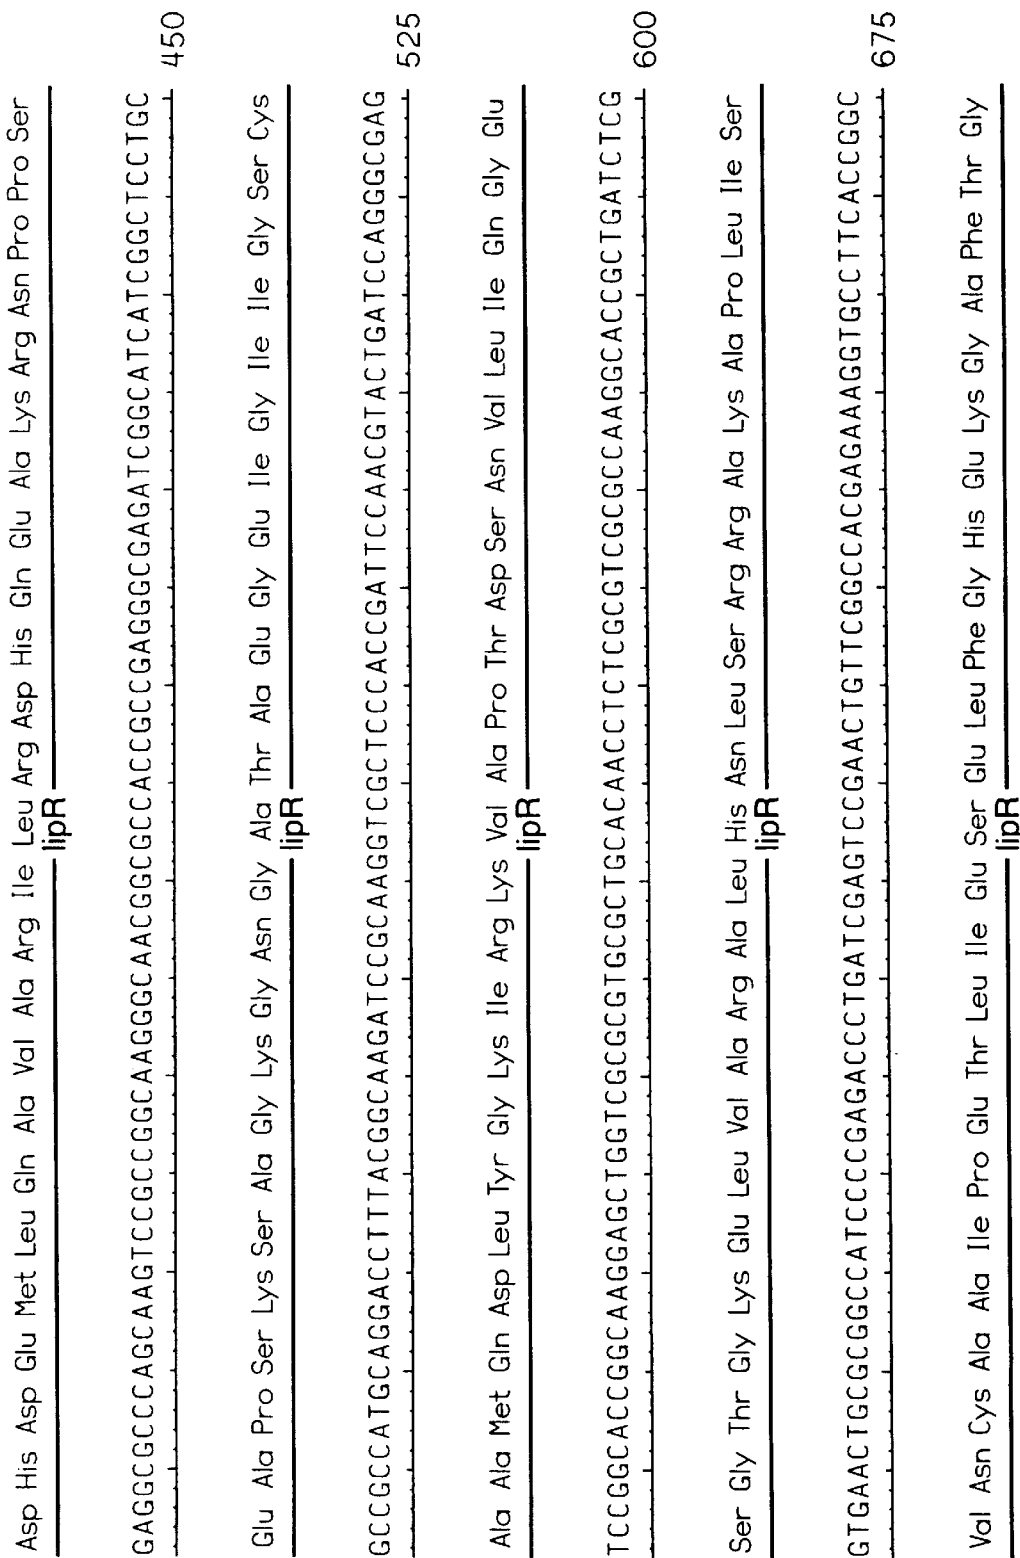 Asp His Asp Glu Met Leu Gln Ala Val Ala Arg Ile Leu Arg Asp His Gln Glu Ala Lys Arg Asn Pro Pro Ser
lipR
GAGGCGCCCAGCAAGTCCGCCGGCAAGGGCAACGGCGCCACCGCCGAGGGCGAGATCGGCATCATCGGCTCCTGC 450
Glu Ala Pro Ser Lys Ser Ala Gly Lys Gly Asn Gly Ala Thr Ala Glu Gly Glu Ile Gly Ile Ile Gly Ser Cys
lipR
GCCGCCATGCAGGACCTTTACGGCAAGATCCGCAAGGTCGCTCCCACCGATTCCAACGTACTGATCCAGGGCGAG 525
Ala Ala Met Gln Asp Leu Tyr Gly Lys Ile Arg Lys Val Ala Pro Thr Asp Ser Asn Val Leu Ile Gln Gly Glu
lipR
TCCGGCACCGGCAAGGAGCTGGTCGCGCGTGCGCTGCACAACCTCTCGCGTCGCGCCAAGGCACCGCTGATCTCG 600
Ser Gly Thr Gly Lys Glu Leu Val Ala Arg Ala Leu His Asn Leu Ser Arg Arg Ala Lys Ala Pro Leu Ile Ser
lipR
GTGAACTGCGCGGCCATCCCCGAGACCCTGATCGAGTCCGAACTGTTCGGCCACGAGAAAGGTGCCTTCACCGGC 675
Val Asn Cys Ala Ala Ile Pro Glu Thr Leu Ile Glu Ser Glu Leu Phe Gly His Glu Lys Gly Ala Phe Thr Gly
lipR